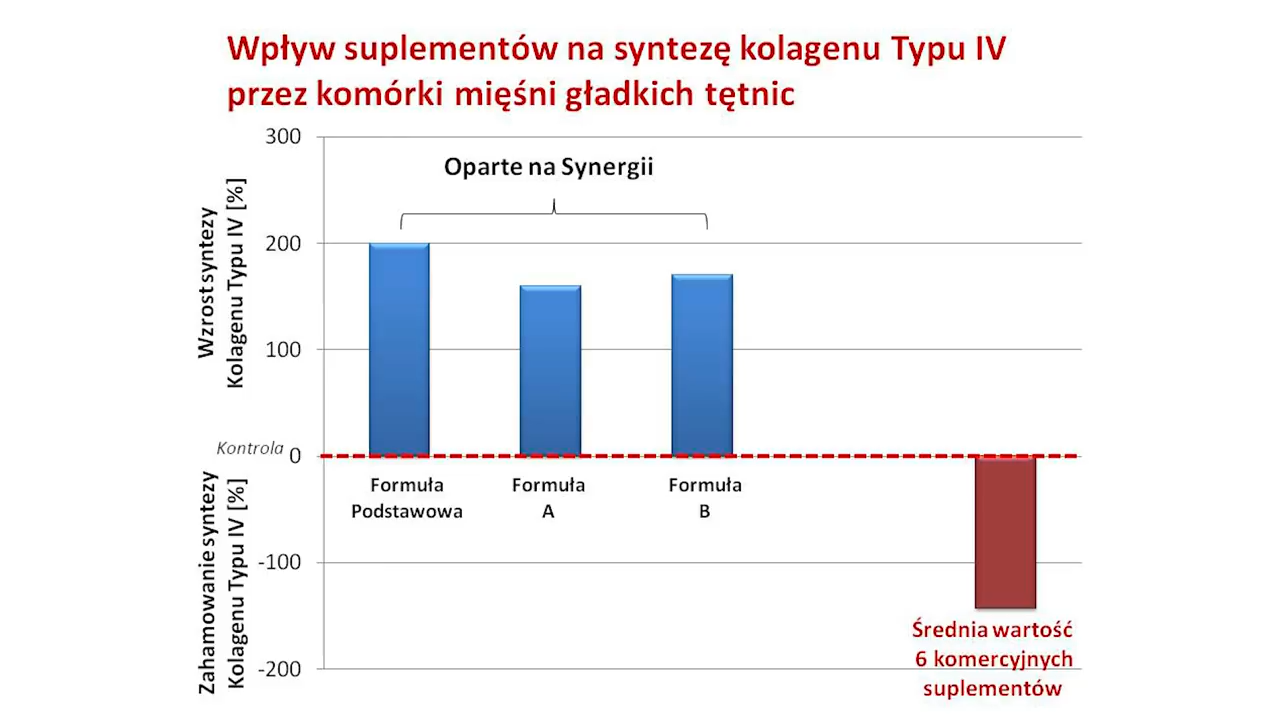 Wpływ suplementów na syntezę kolagenu Typu IV
przez komórki mięśni gładkich tętnic
300
Oparte na Synergii
Wzrost syntezy
Kolagenu Typu IV [%]
200
100
Kontrola
0
Formuła
Podstawowa
Formuła
A
Formuła
B
Zahamowanie syntezy
Kolagenu Typu IV [%]
-100
-200
Średnia wartość
6 komercyjnych
suplementów